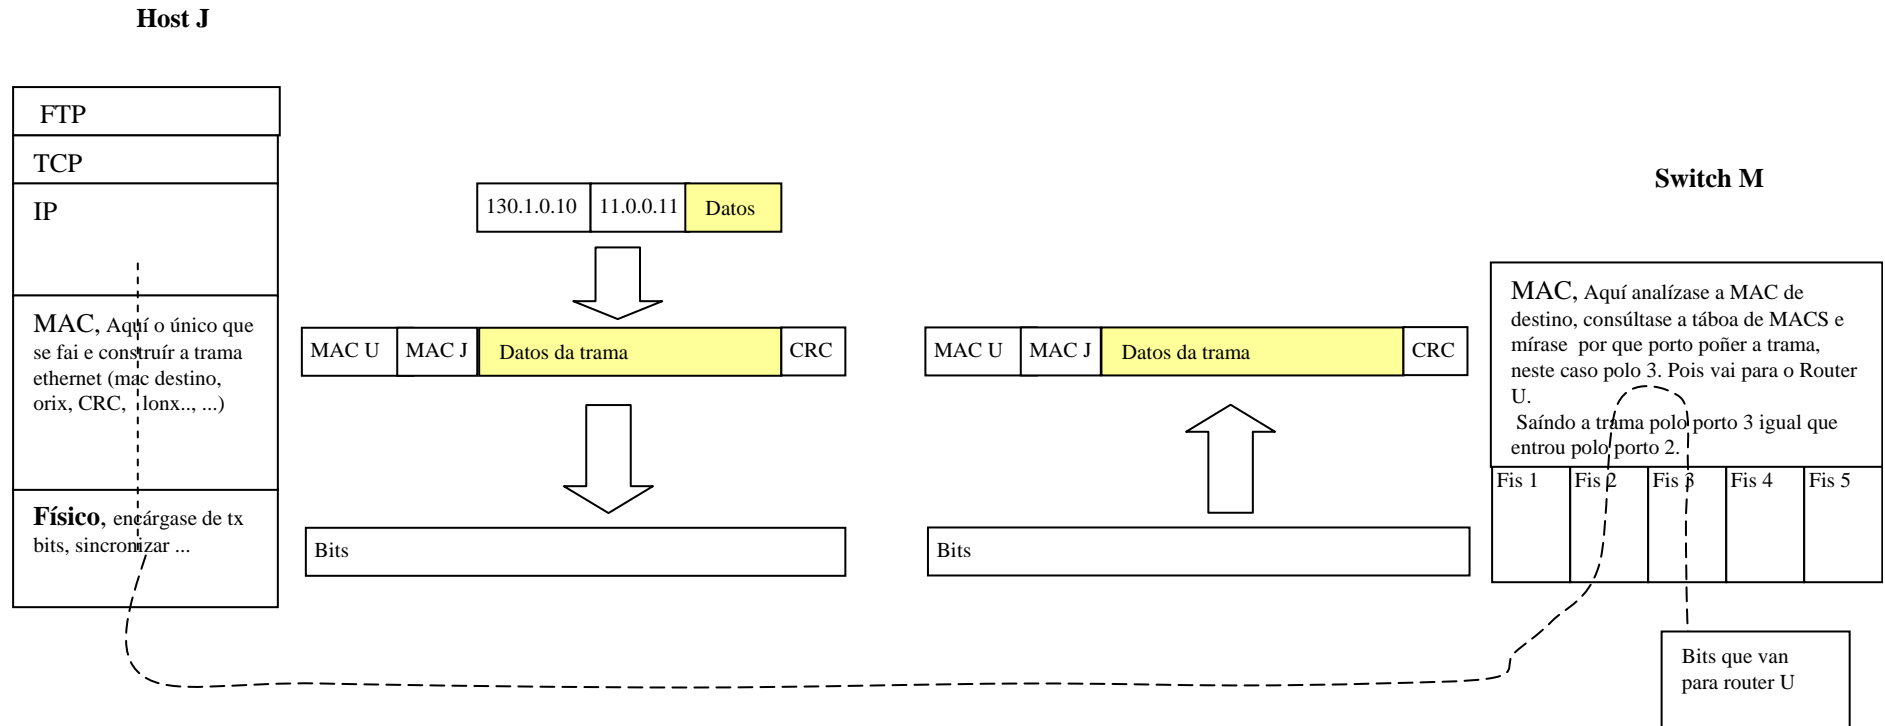 Host J
FTP
TCP
IP
MAC, Aquí o único que
se fai e construír a trama
ethernet (mac destino,
orix, CRC, lonx.., ...)
Físico, encárgase de tx
bits, sincronizar ...
130.1.0.10 11.0.0.11 Datos
MAC U MAC J Datos da trama CRC
Bits
MAC U MAC J Datos da trama CRC
Bits
Switch M
MAC, Aquí analízase a MAC de
destino, consúltase a táboa de MACS e
mírase por que porto poñer a trama,
neste caso polo 3. Pois vai para o Router
U.
Saíndo a trama polo porto 3 igual que
entrou polo porto 2.
Fis 1 Fis 2 Fis 3 Fis 4 Fis 5
Bits que van
para router U